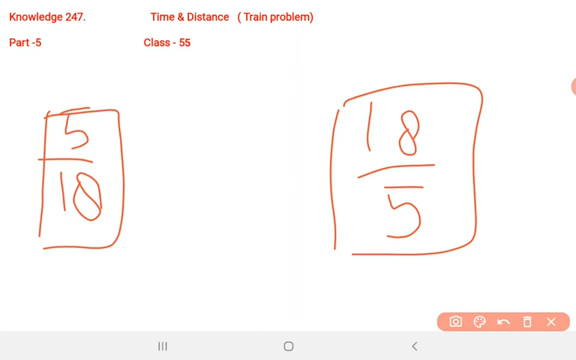 Knowledge 247. Time & Distance ( Train problem)
Part -5 Class - 55
5 18
18 5